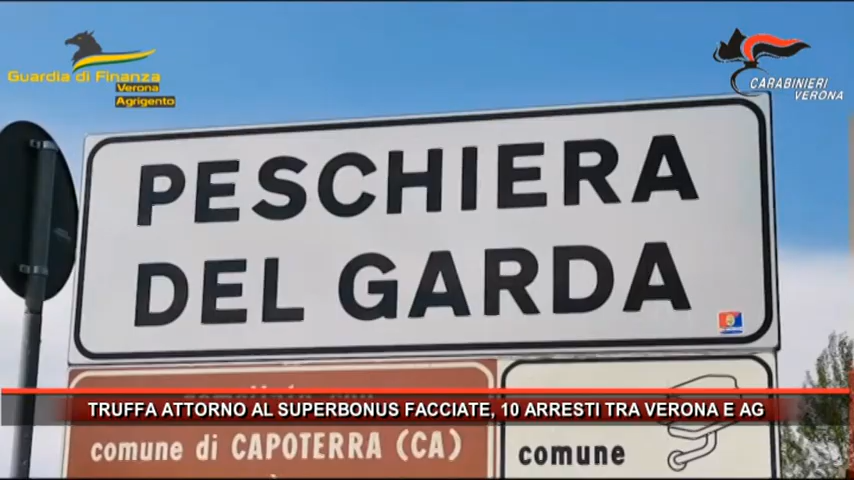 Guardia di Finanza
Verona
Agrigento
CARABINIERI
VERONA
PESCHIERA
DEL GARDA
TRUFFA ATTORNO AL SUPERBONUS FACCIATE, 10 ARRESTI TRA VERONA E AG
comune di CAPOTERRA (CA)
comune